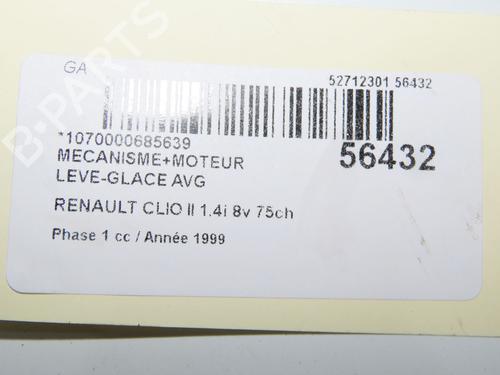 GA
52712301 56432
*1070000685639
56432
MECANISME+MOTEUR
LEVE-GLACE AVG
RENAULT CLIO II 1.4i 8v 75ch
Phase 1 cc / Année 1999
B-PARTS